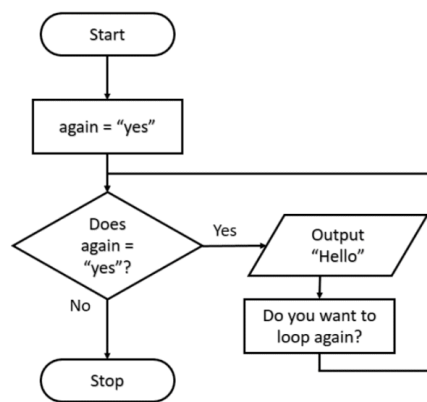 Start
again = “yes”
Does
again =
“yes”?
Yes
Output
“Hello”
Do you want to
loop again?
No
Stop